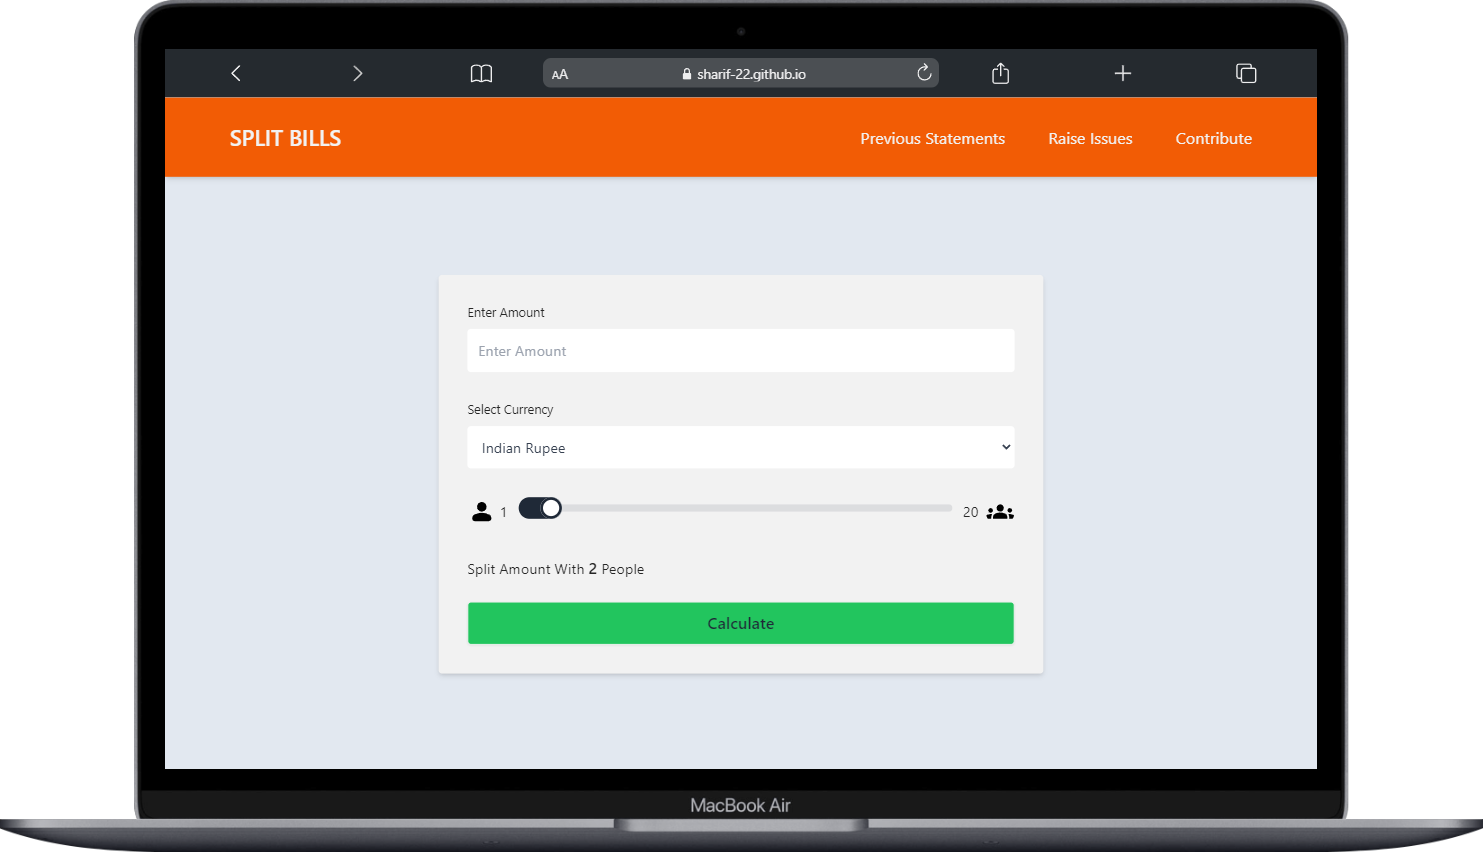 AA sharif-22.github.io
SPLIT BILLS Previous Statements Raise Issues Contribute
Enter Amount
Enter Amount
Select Currency
Indian Rupee
1 20
Split Amount With 2 People
Calculate
MacBook Air